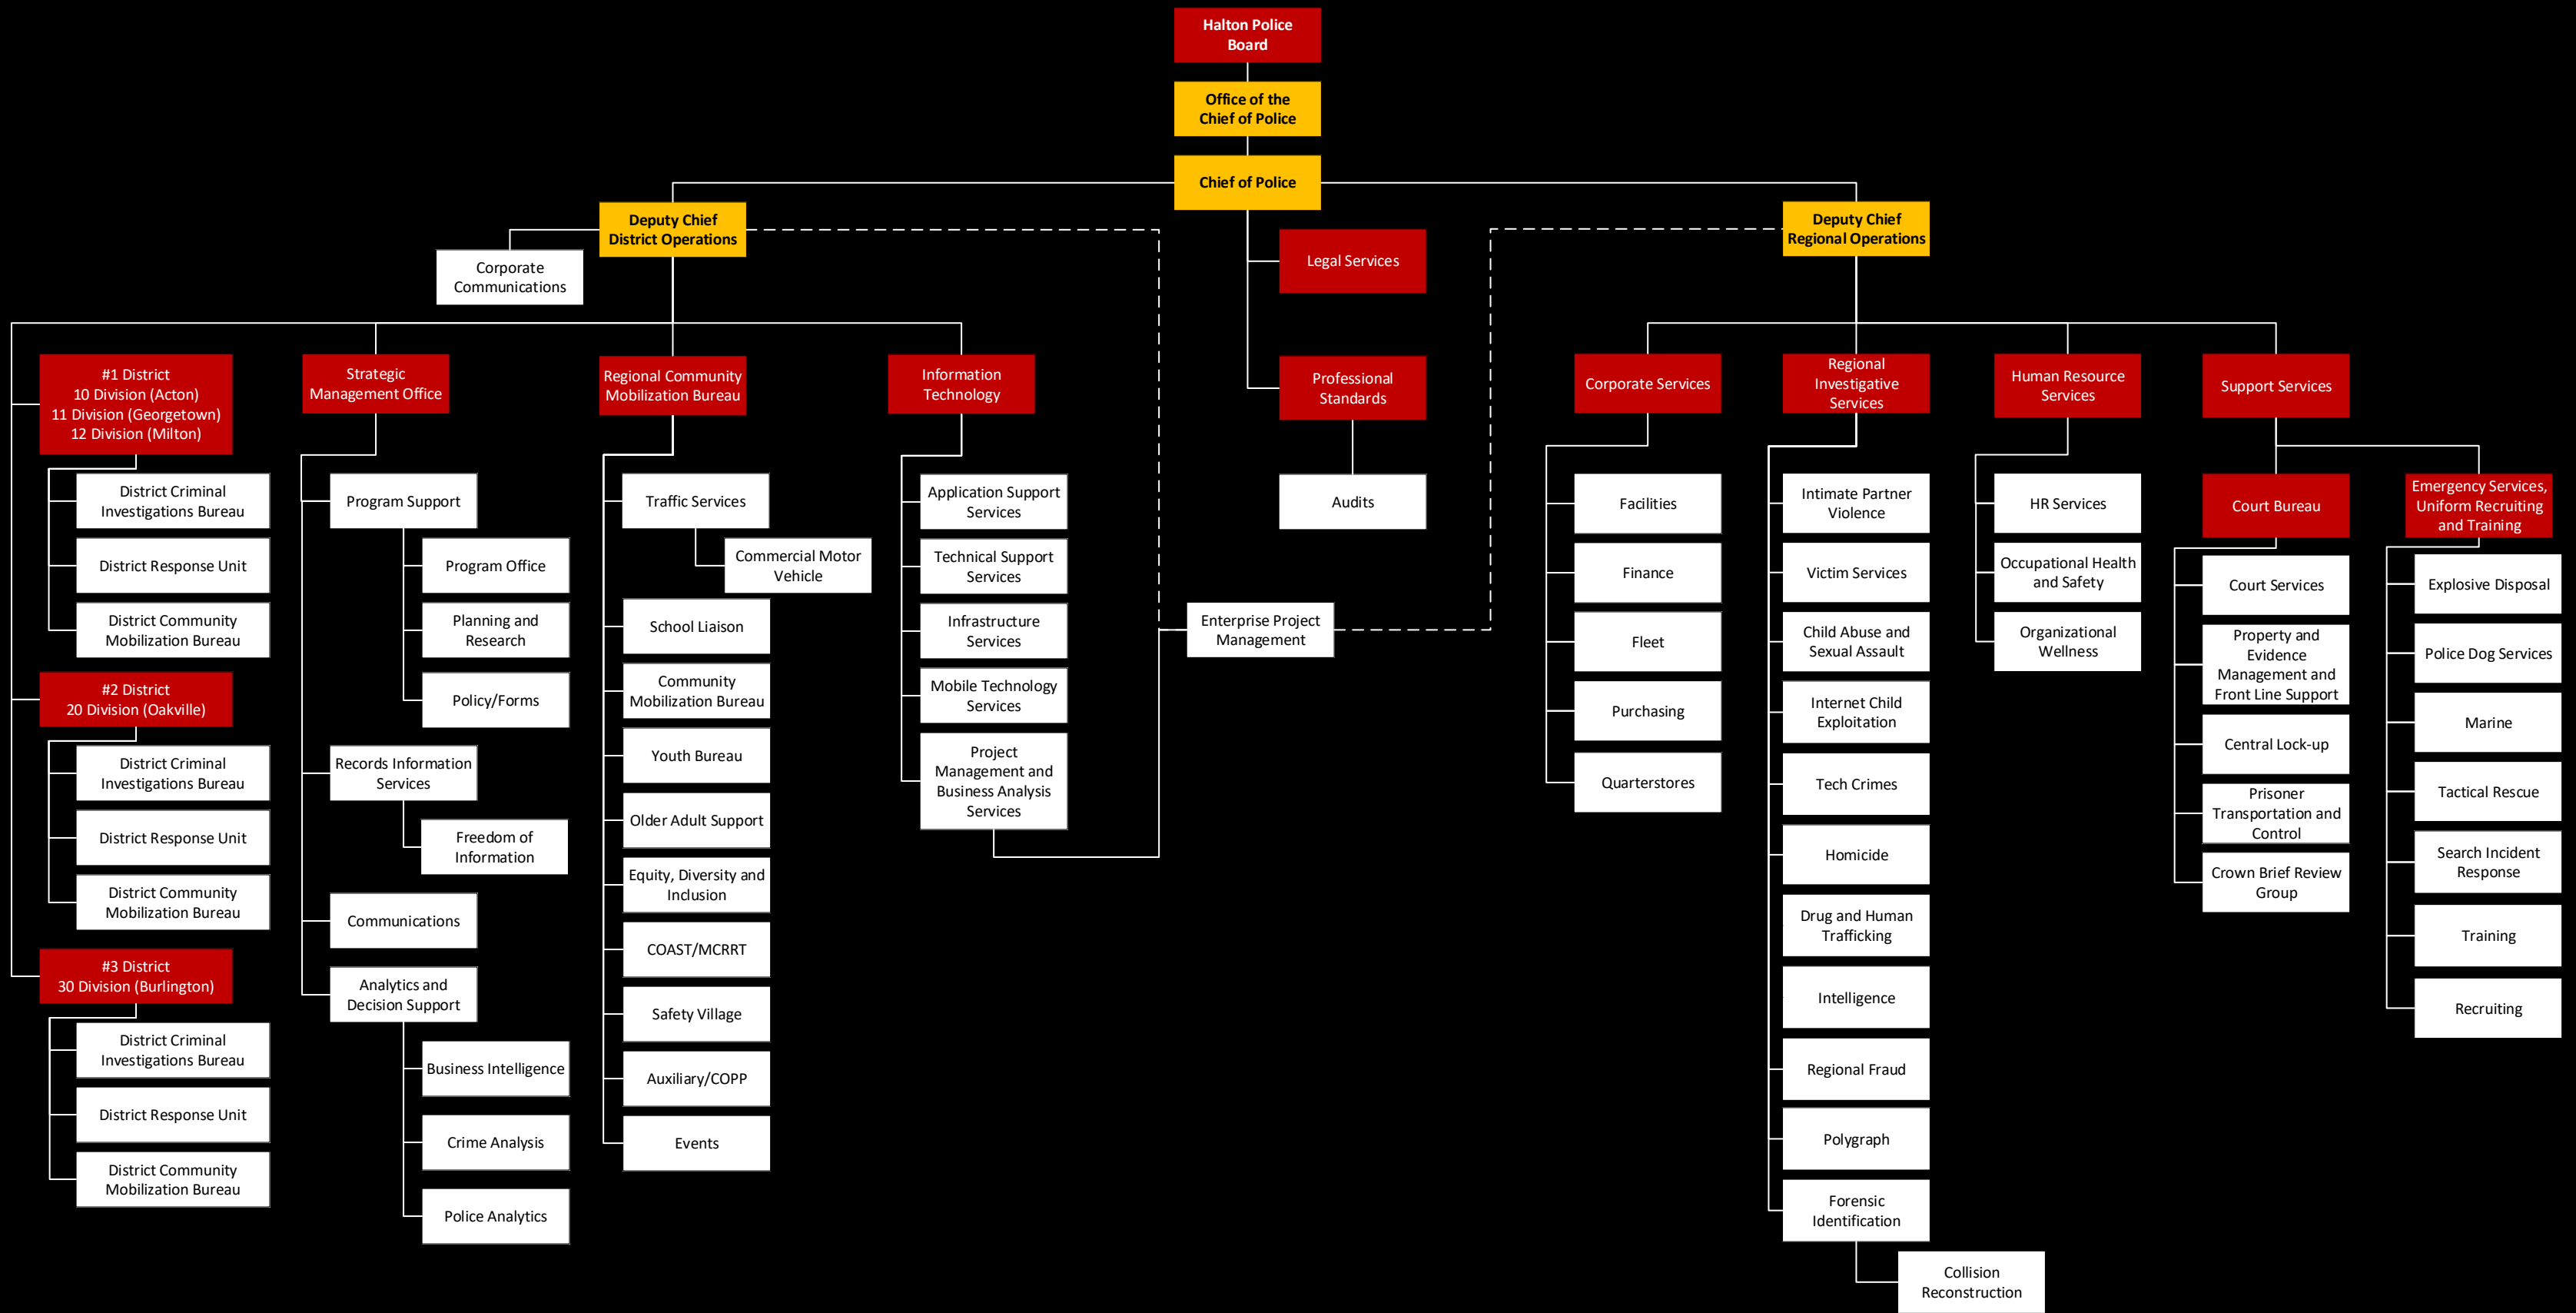 Halton Police
Board
Office of the
Chief of Police
Chief of Police
Deputy Chief
District Operations
Deputy Chief
Regional Operations
Corporate
Communications
Legal Services
Professional
Standards
Audits
Enterprise Project
Management
#1 District
10 Division (Acton)
11 Division (Georgetown)
12 Division (Milton)
District Criminal
Investigations Bureau
District Response Unit
District Community
Mobilization Bureau
#2 District
20 Division (Oakville)
District Criminal
Investigations Bureau
District Response Unit
District Community
Mobilization Bureau
#3 District
30 Division (Burlington)
District Criminal
Investigations Bureau
District Response Unit
District Community
Mobilization Bureau
Strategic
Management Office
Program Support
Program Office
Planning and
Research
Policy/Forms
Records Information
Services
Freedom of
Information
Communications
Analytics and
Decision Support
Business Intelligence
Crime Analysis
Police Analytics
Regional Community
Mobilization Bureau
Traffic Services
Commercial Motor
Vehicle
School Liaison
Community
Mobilization Bureau
Youth Bureau
Older Adult Support
Equity, Diversity and
Inclusion
COAST/MCRRT
Safety Village
Auxiliary/COPP
Events
Information
Technology
Application Support
Services
Technical Support
Services
Infrastructure
Services
Mobile Technology
Services
Project
Management and
Business Analysis
Services
Corporate Services
Facilities
Finance
Fleet
Purchasing
Quarterstores
Regional
Investigative
Services
Intimate Partner
Violence
Victim Services
Child Abuse and
Sexual Assault
Internet Child
Exploitation
Tech Crimes
Homicide
Drug and Human
Trafficking
Intelligence
Regional Fraud
Polygraph
Forensic
Identification
Collision
Reconstruction
Human Resource
Services
HR Services
Occupational Health
and Safety
Organizational
Wellness
Support Services
Court Bureau
Court Services
Property and
Evidence
Management and
Front Line Support
Central Lock-up
Prisoner
Transportation and
Control
Crown Brief Review
Group
Emergency Services,
Uniform Recruiting
and Training
Explosive Disposal
Police Dog Services
Marine
Tactical Rescue
Search Incident
Response
Training
Recruiting